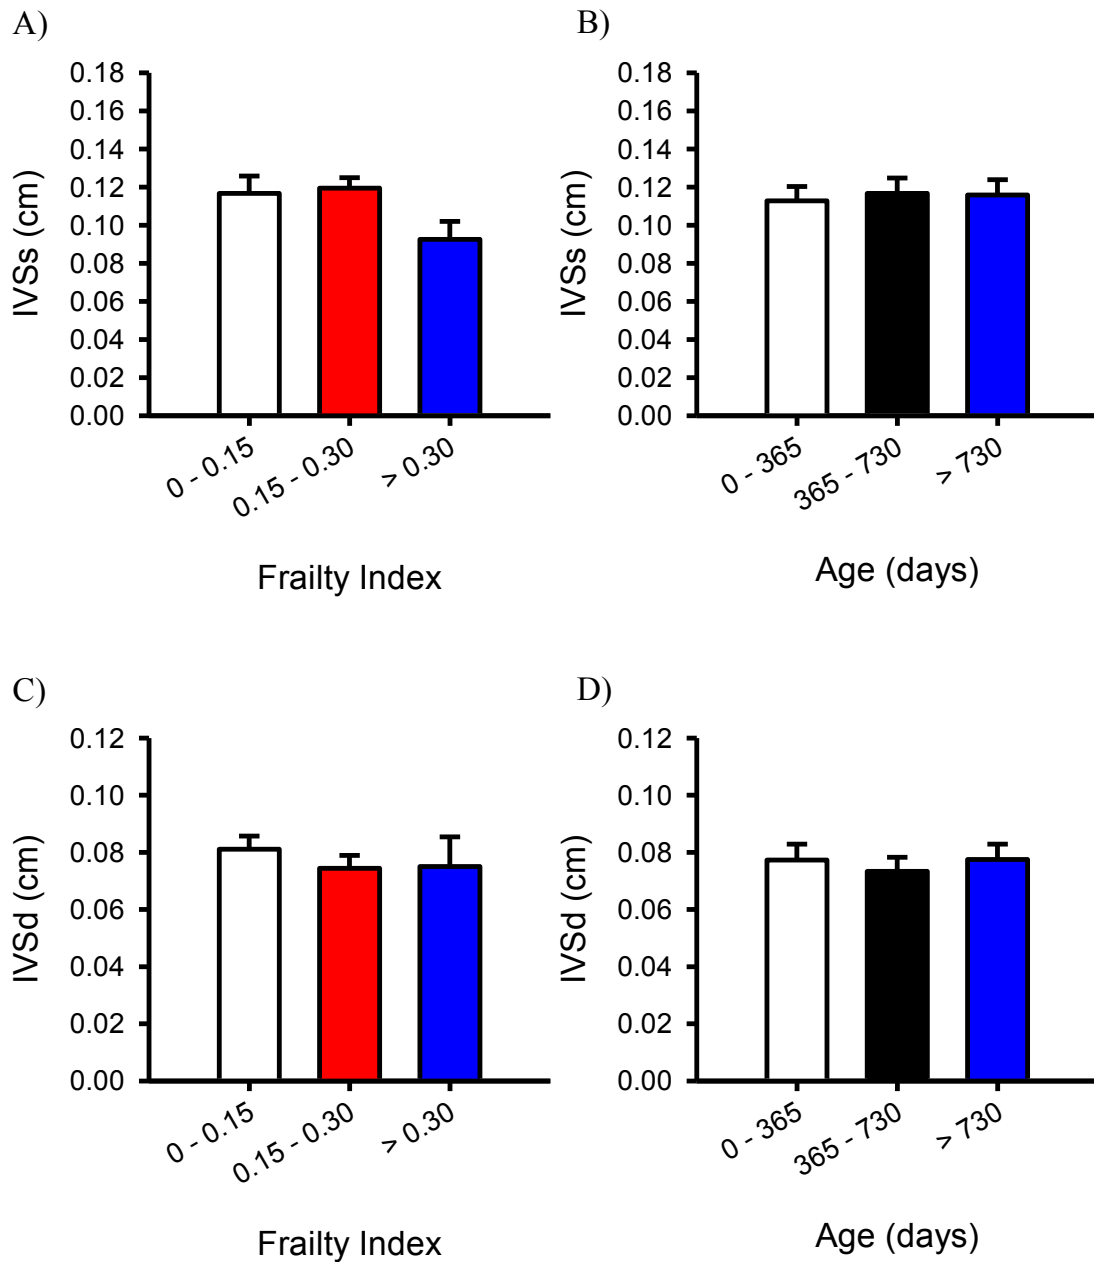 A)
IVSs (cm)
0.18
0.16
0.14
0.12
0.10
0.08
0.06
0.04
0.02
0.00
0 - 0.15
0.15 - 0.30
> 0.30
Frailty Index
B)
IVSs (cm)
0.18
0.16
0.14
0.12
0.10
0.08
0.06
0.04
0.02
0.00
0 - 365
365 - 730
> 730
Age (days)
C)
IVSd (cm)
0.12
0.10
0.08
0.06
0.04
0.02
0.00
0 - 0.15
0.15 - 0.30
> 0.30
Frailty Index
D)
IVSd (cm)
0.12
0.10
0.08
0.06
0.04
0.02
0.00
0 - 365
365 - 730
> 730
Age (days)